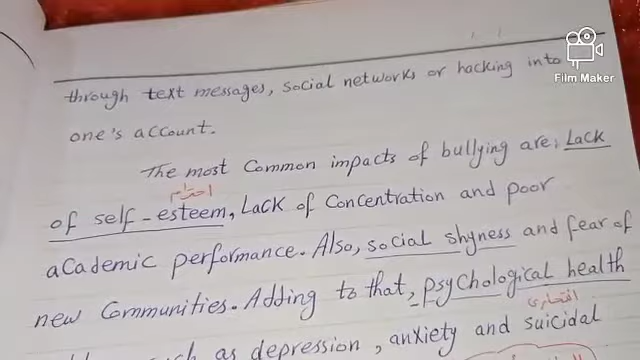 Film Maker
through text messages, social networks or hacking into
one's account.
The most Common impacts of bullying are: Lack
احترام
of self-esteem, Lack of Concentration and poor
academic performance. Also, social shyness and fear of
new Communities. Adding to that, psychological health
انتحاري
such as depression, anxiety and suicidal